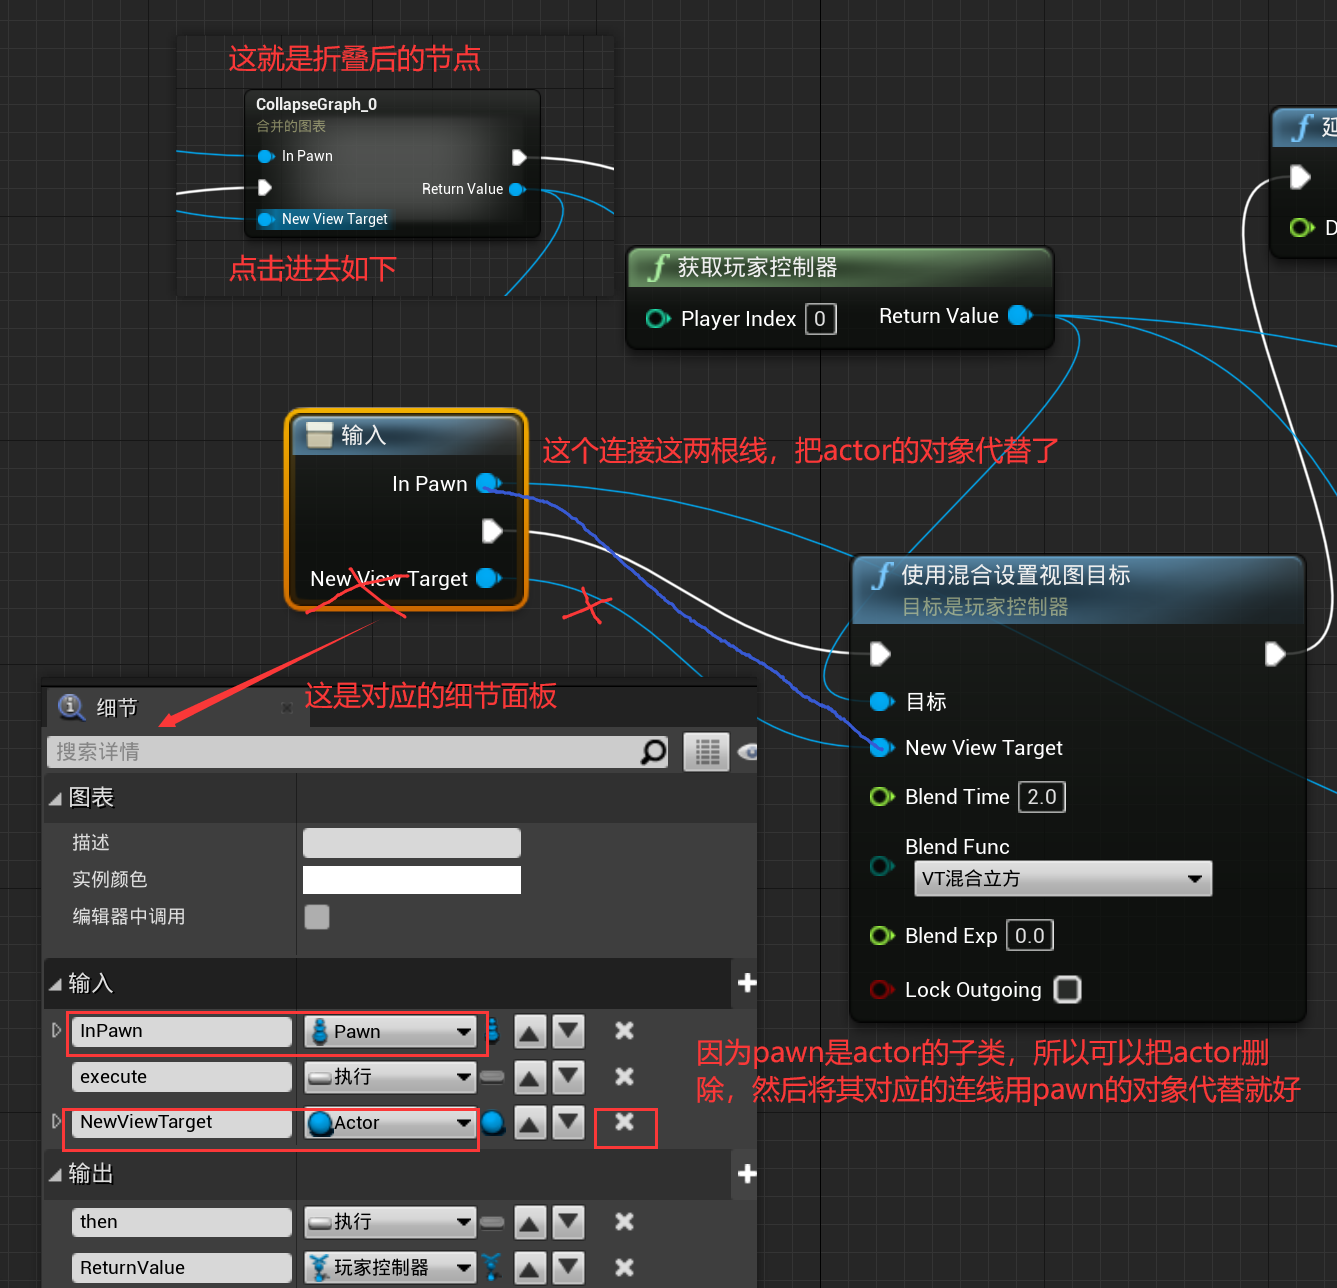 这就是折叠后的节点
CollapseGraph_0
合并的图表
In Pawn
Return Value
New View Target
点击进去如下
f 延
D
f 获取玩家控制器
Player Index 0
Return Value
输入
In Pawn
New View Target
这个连接这两根线，把actor的对象代替了
f 使用混合设置视图目标
目标是玩家控制器
目标
New View Target
Blend Time 2.0
Blend Func
VT混合立方
Blend Exp 0.0
Lock Outgoing
这是对应的细节面板
细节
搜索详情
图表
描述
实例颜色
编辑器中调用
输入
InPawn Pawn
execute 执行
NewViewTarget Actor
输出
then 执行
ReturnValue 玩家控制器
因为pawn是actor的子类，所以可以把actor删
除，然后将其对应的连线用pawn的对象代替就好